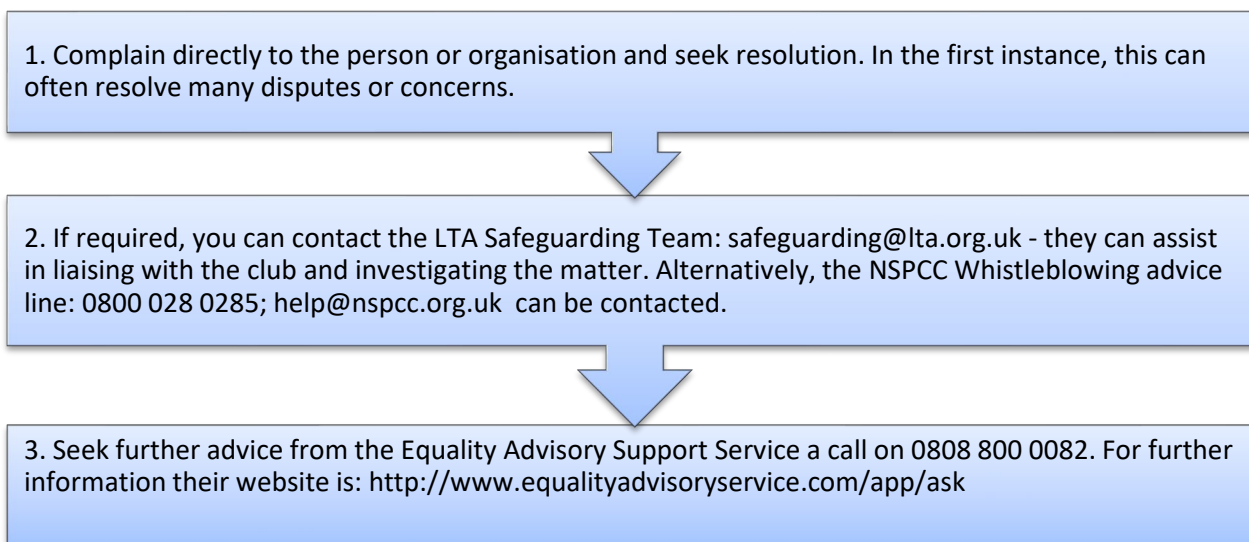 1. Complain directly to the person or organisation and seek resolution. In the first instance, this can
often resolve many disputes or concerns.
2. If required, you can contact the LTA Safeguarding Team: safeguarding@lta.org.uk - they can assist
in liaising with the club and investigating the matter. Alternatively, the NSPCC Whistleblowing advice
line: 0800 028 0285; help@nspcc.org.uk  can be contacted.
3. Seek further advice from the Equality Advisory Support Service a call on 0808 800 0082. For further
information their website is: http://www.equalityadvisoryservice.com/app/ask